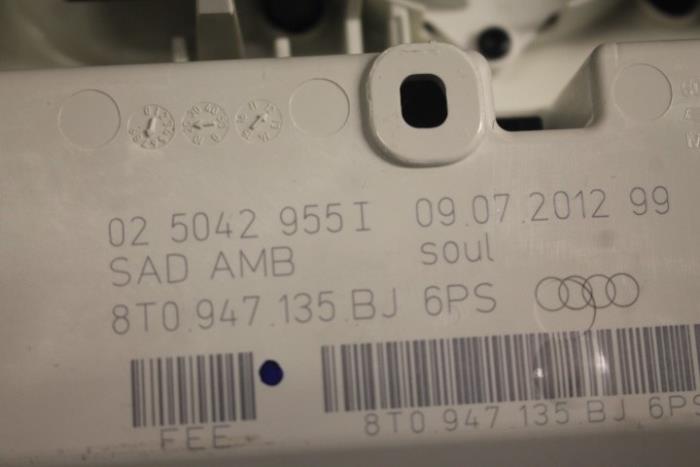 02 5042 955I 09.07.2012 99
SAD AMB soul
8T0.947.135.BJ 6PS
FEE
8T0.947.135.BJ 6PS